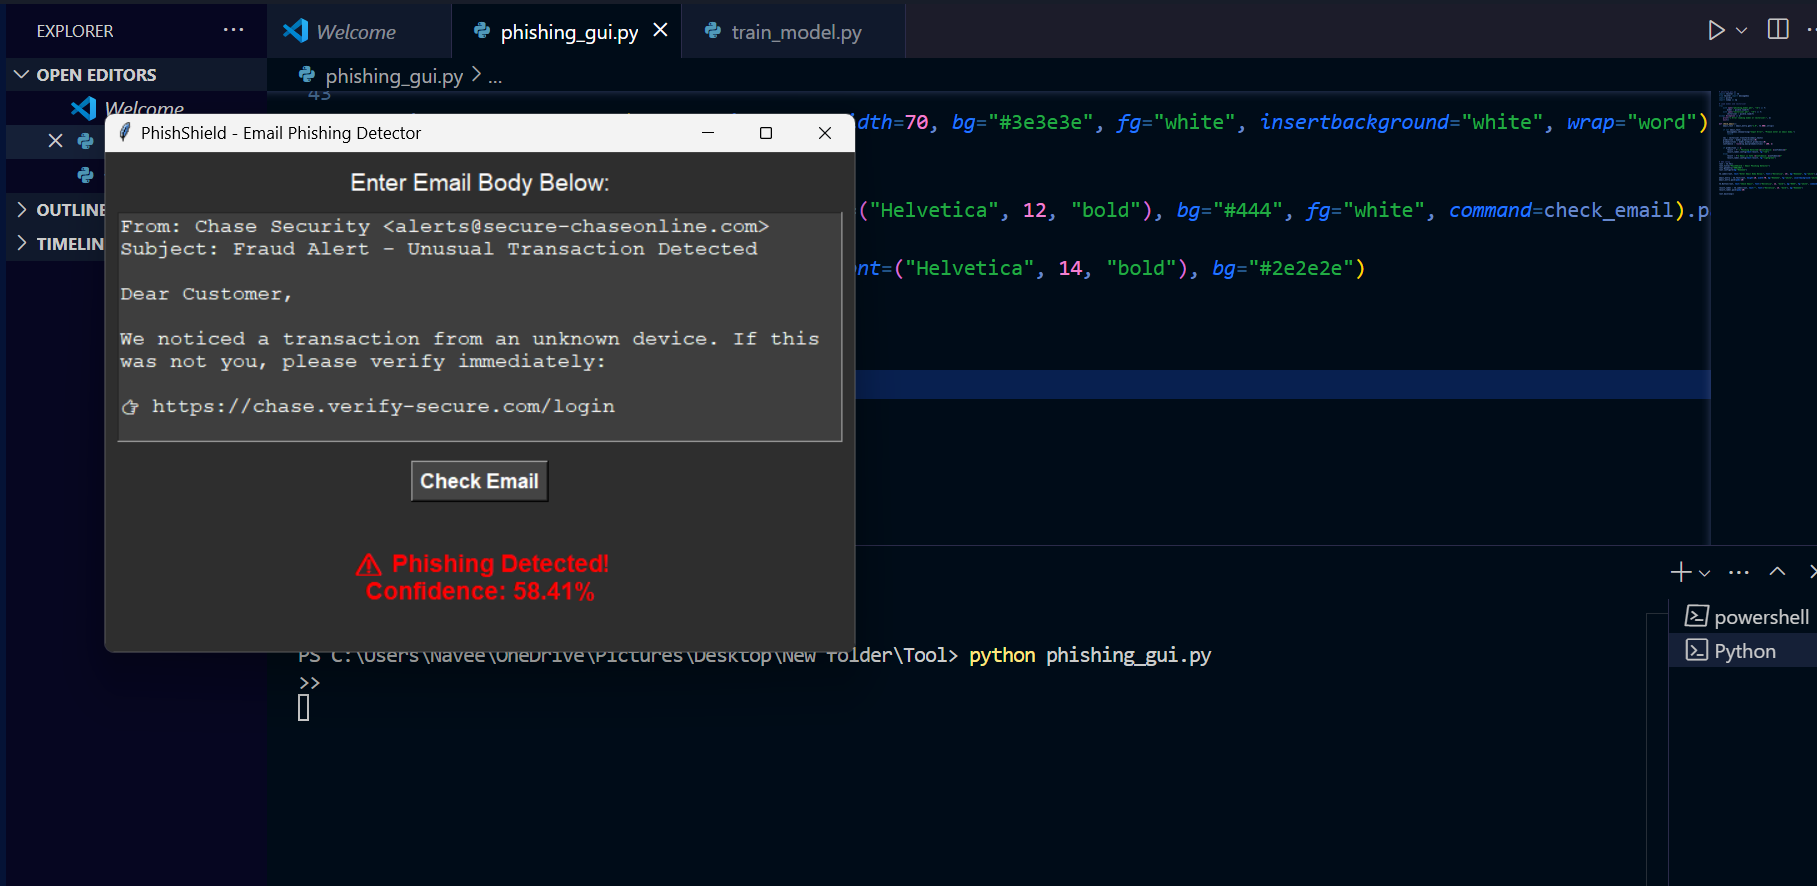 EXPLORER
Welcome
phishing_gui.py
train_model.py
OPEN EDITORS
phishing_gui.py > ...
Welcome
43
PhishShield - Email Phishing Detector
dth=70, bg="#3e3e3e", fg="white", insertbackground="white", wrap="word")
Enter Email Body Below:
OUTLINE
("Helvetica", 12, "bold"), bg="#444", fg="white", command=check_email).p
From: Chase Security <alerts@secure-chaseonline.com>
Subject: Fraud Alert - Unusual Transaction Detected
TIMELIN
nt=("Helvetica", 14, "bold"), bg="#2e2e2e")
Dear Customer,
We noticed a transaction from an unknown device. If this
was not you, please verify immediately:
👉 https://chase.verify-secure.com/login
Check Email
⚠ Phishing Detected!
Confidence: 58.41%
powershell
Python
PS C:\Users\Navee\OneDrive\Pictures\Desktop\New folder\Tool> python phishing_gui.py
>>